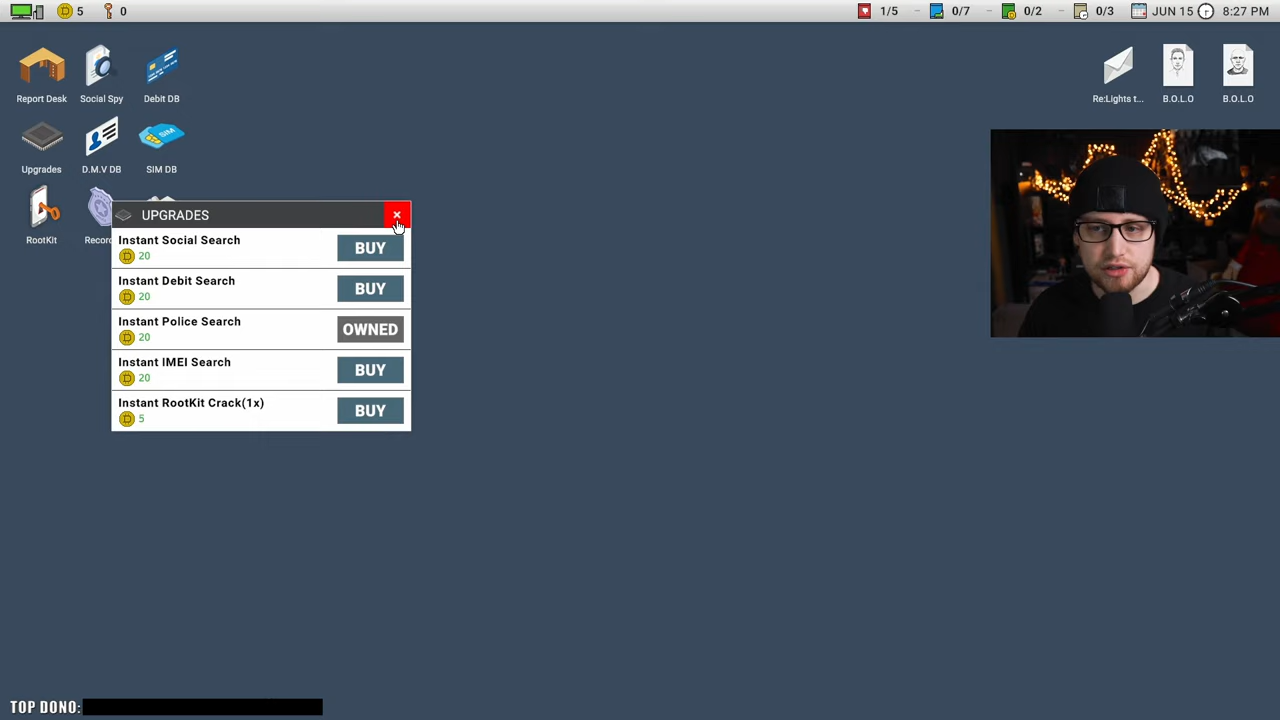 5
0
1/5
0/7
0/2
0/3
JUN 15
8:27 PM
Report Desk
Social Spy
Debit DB
Upgrades
D.M.V DB
SIM DB
RootKit
Recor
Re:Lights t...
B.O.L.O
B.O.L.O
UPGRADES
Instant Social Search
20
BUY
Instant Debit Search
20
BUY
Instant Police Search
20
OWNED
Instant IMEI Search
20
BUY
Instant RootKit Crack(1x)
5
BUY
TOP DONO: